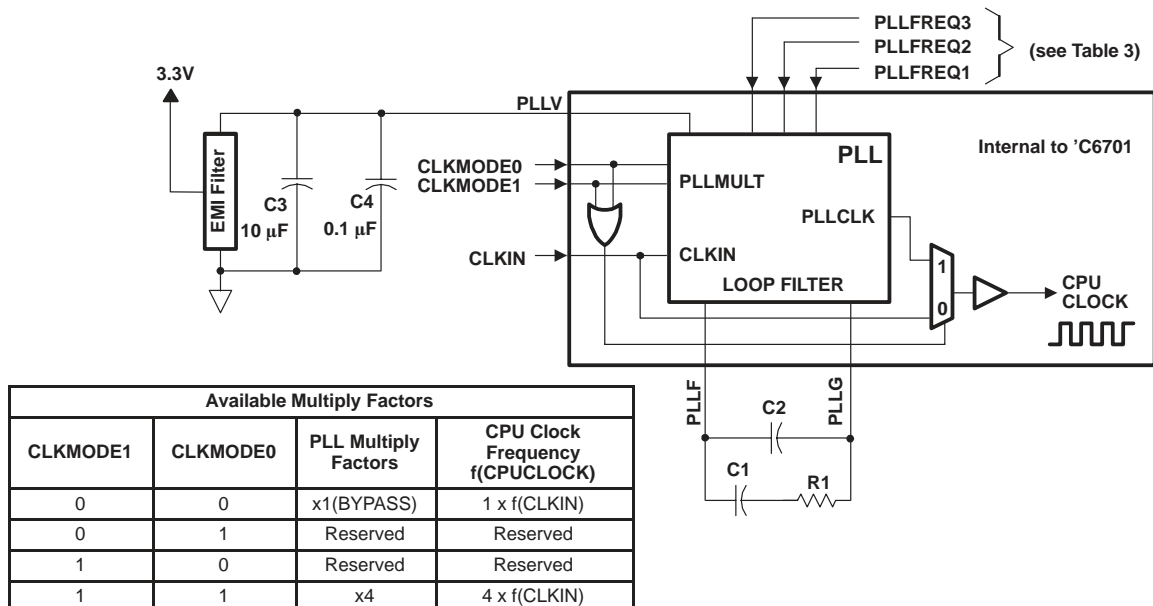 PLLFREQ3
PLLFREQ2
PLLFREQ1
(see Table 3)
3.3V
PLLV
EMI Filter
C3
10 µF
C4
0.1 µF
CLKMODE0
CLKMODE1
CLKIN
PLL
PLLMULT
PLLCLK
CLKIN
LOOP FILTER
Internal to ’C6701
1
0
CPU
CLOCK
PLLF
PLLG
C2
C1
R1
Available Multiply Factors
CLKMODE1 CLKMODE0 PLL Multiply Factors CPU Clock Frequency f(CPUCLOCK)
0 0 x1(BYPASS) 1 x f(CLKIN)
0 1 Reserved Reserved
1 0 Reserved Reserved
1 1 x4 4 x f(CLKIN)